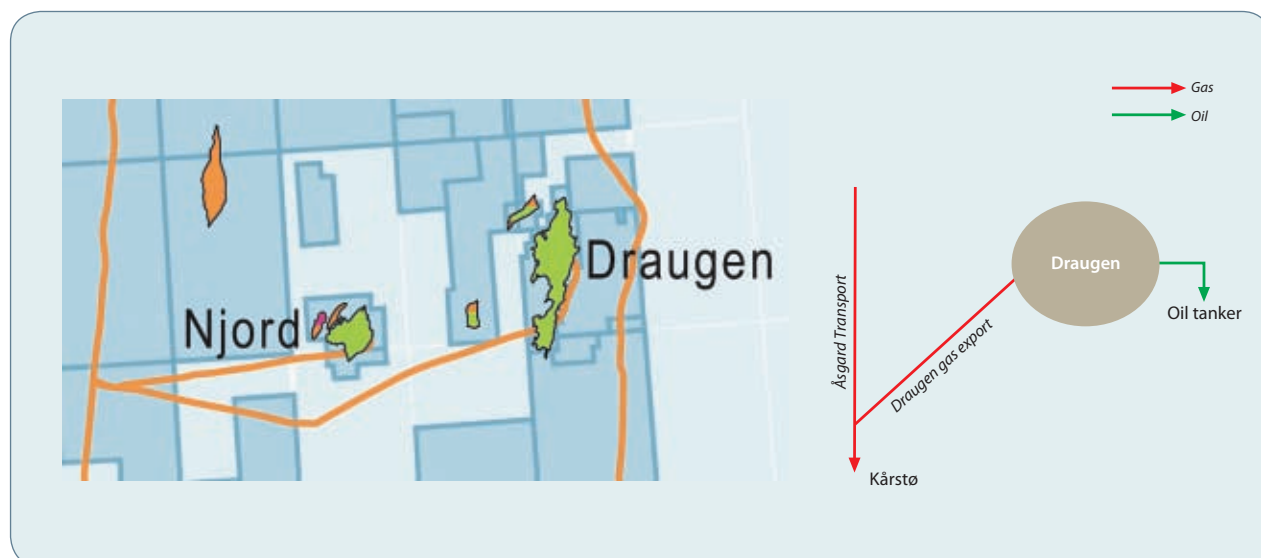 Njord
Draugen
Gas
Oil
Åsgard Transport
Draugen gas export
Draugen
Oil tanker
Kårstø